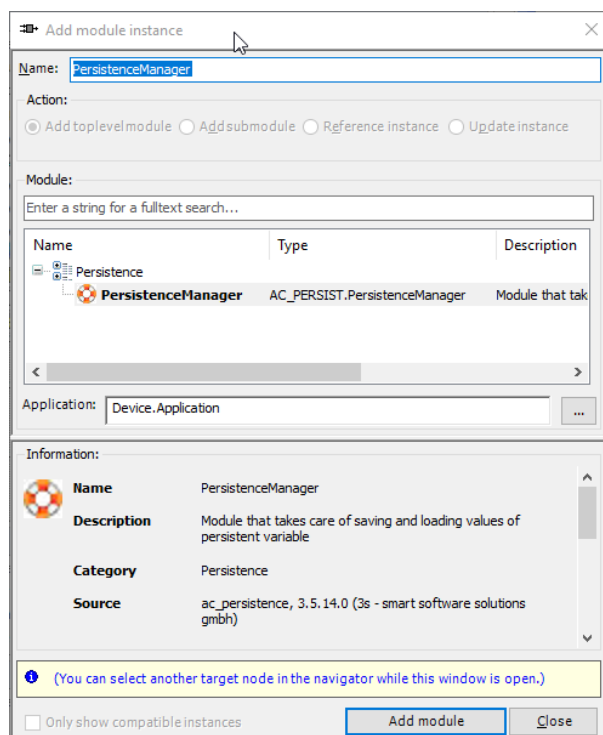 Add module instance
Name: PersistenceManager
Action:
Add toplevel module Add submodule Reference instance Update instance
Module:
Enter a string for a fulltext search...
Name Type Description
Persistence
PersistenceManager AC_PERSIST.PersistenceManager Module that tak
Application: Device.Application ...
Information:
Name PersistenceManager
Description Module that takes care of saving and loading values of
persistent variable
Category Persistence
Source ac_persistence, 3.5.14.0 (3s - smart software solutions
gmbh)
(You can select another target node in the navigator while this window is open.)
Only show compatible instances Add module Close